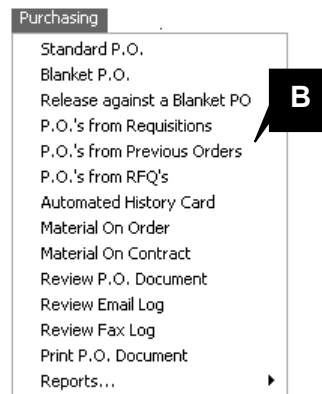 Purchasing
Standard P.O.
Blanket P.O.
Release against a Blanket PO
B
P.O.'s from Requisitions
P.O.'s from Previous Orders
P.O.'s from RFQ's
Automated History Card
Material On Order
Material On Contract
Review P.O. Document
Review Email Log
Review Fax Log
Print P.O. Document
Reports...